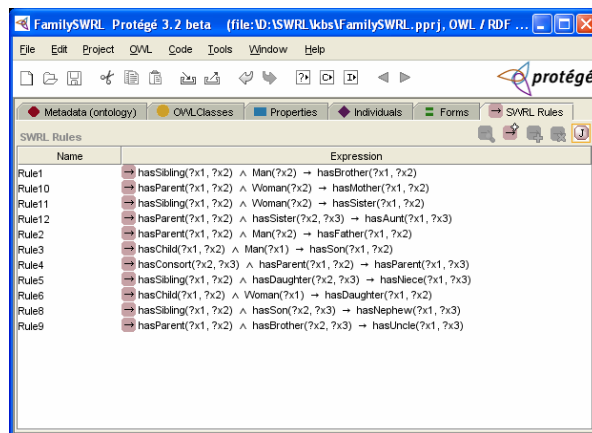 FamilySWRL Protégé 3.2 beta (file:\D:\SWRL\kbs\FamilySWRL.pprj, OWL / RDF ...
File Edit Project OWL Code Tools Window Help
protégé
Metadata (ontology) OWLClasses Properties Individuals Forms SWRL Rules
SWRL Rules
Name Expression
Rule1 → hasSibling(?x1, ?x2) ∧ Man(?x2) → hasBrother(?x1, ?x2)
Rule10 → hasParent(?x1, ?x2) ∧ Woman(?x2) → hasMother(?x1, ?x2)
Rule11 → hasSibling(?x1, ?x2) ∧ Woman(?x2) → hasSister(?x1, ?x2)
Rule12 → hasParent(?x1, ?x2) ∧ hasSister(?x2, ?x3) → hasAunt(?x1, ?x3)
Rule2 → hasParent(?x1, ?x2) ∧ Man(?x2) → hasFather(?x1, ?x2)
Rule3 → hasChild(?x1, ?x2) ∧ Man(?x1) → hasSon(?x1, ?x2)
Rule4 → hasConsort(?x2, ?x3) ∧ hasParent(?x1, ?x2) → hasParent(?x1, ?x3)
Rule5 → hasSibling(?x1, ?x2) ∧ hasDaughter(?x2, ?x3) → hasNiece(?x1, ?x3)
Rule6 → hasChild(?x1, ?x2) ∧ Woman(?x1) → hasDaughter(?x1, ?x2)
Rule8 → hasSibling(?x1, ?x2) ∧ hasSon(?x2, ?x3) → hasNephew(?x1, ?x3)
Rule9 → hasParent(?x1, ?x2) ∧ hasBrother(?x2, ?x3) → hasUncle(?x1, ?x3)